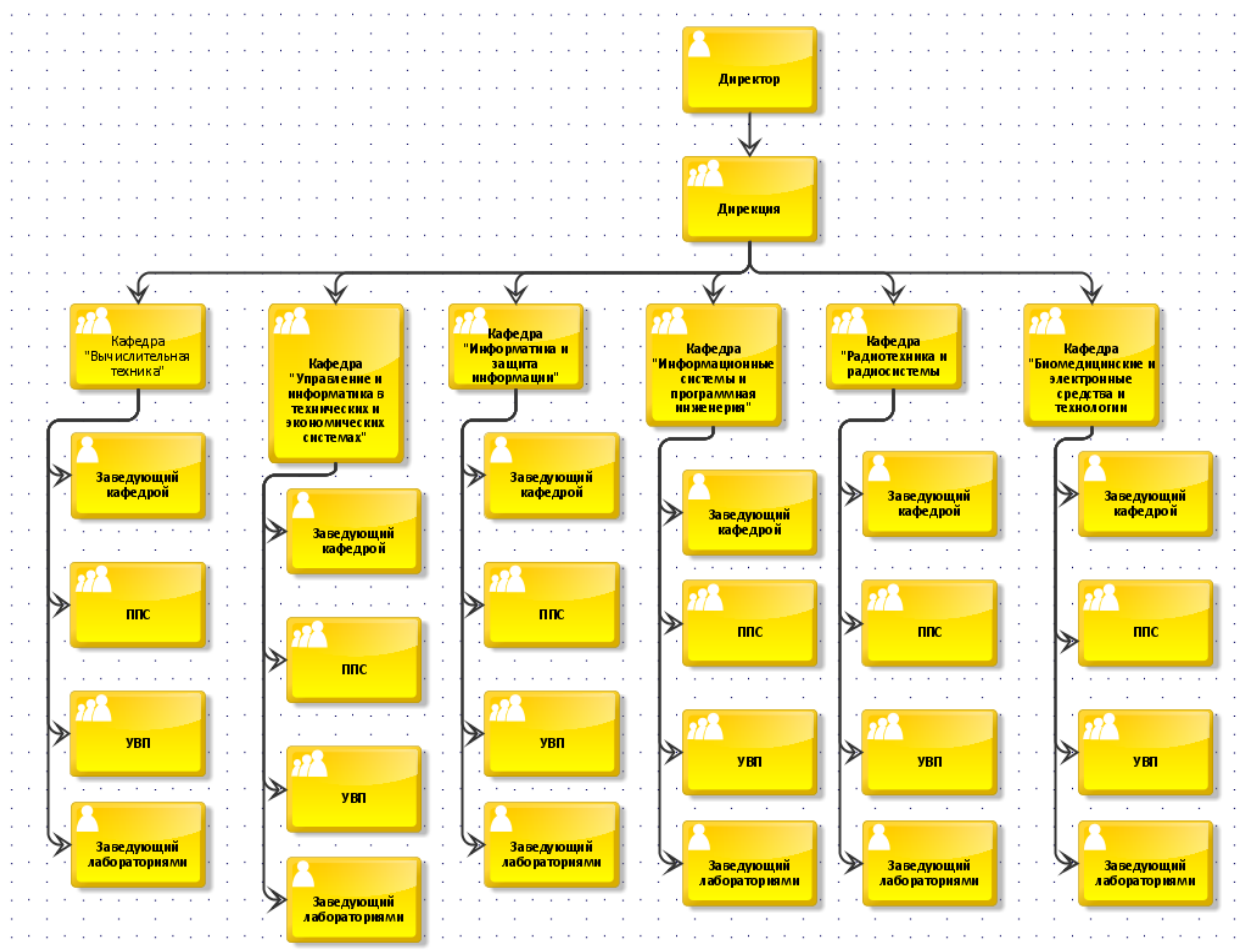 Директор
Дирекция
Кафедра
"Вычислительная
техника"
Кафедра
"Управление и
информатика в
технических и
экономических
системах"
Кафедра
"Информатика и
защита
информации"
Кафедра
"Информационные
системы и
программная
инженерия"
Кафедра
"Радиотехника и
радиосистемы
Кафедра
"Биомедицинские и
электронные
средства и
технологии
Заведующий
кафедрой
ППС
УВП
Заведующий
лабораториями
Заведующий
кафедрой
ППС
УВП
Заведующий
лабораториями
Заведующий
кафедрой
ППС
УВП
Заведующий
лабораториями
Заведующий
кафедрой
ППС
УВП
Заведующий
лабораториями
Заведующий
кафедрой
ППС
УВП
Заведующий
лабораториями
Заведующий
кафедрой
ППС
УВП
Заведующий
лабораториями